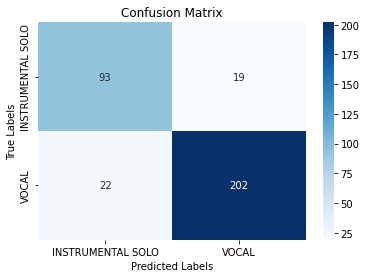 Confusion Matrix
True Labels
INSTRUMENTAL SOLO
VOCAL
93
19
22
202
INSTRUMENTAL SOLO
VOCAL
Predicted Labels
200
175
150
125
100
75
50
25